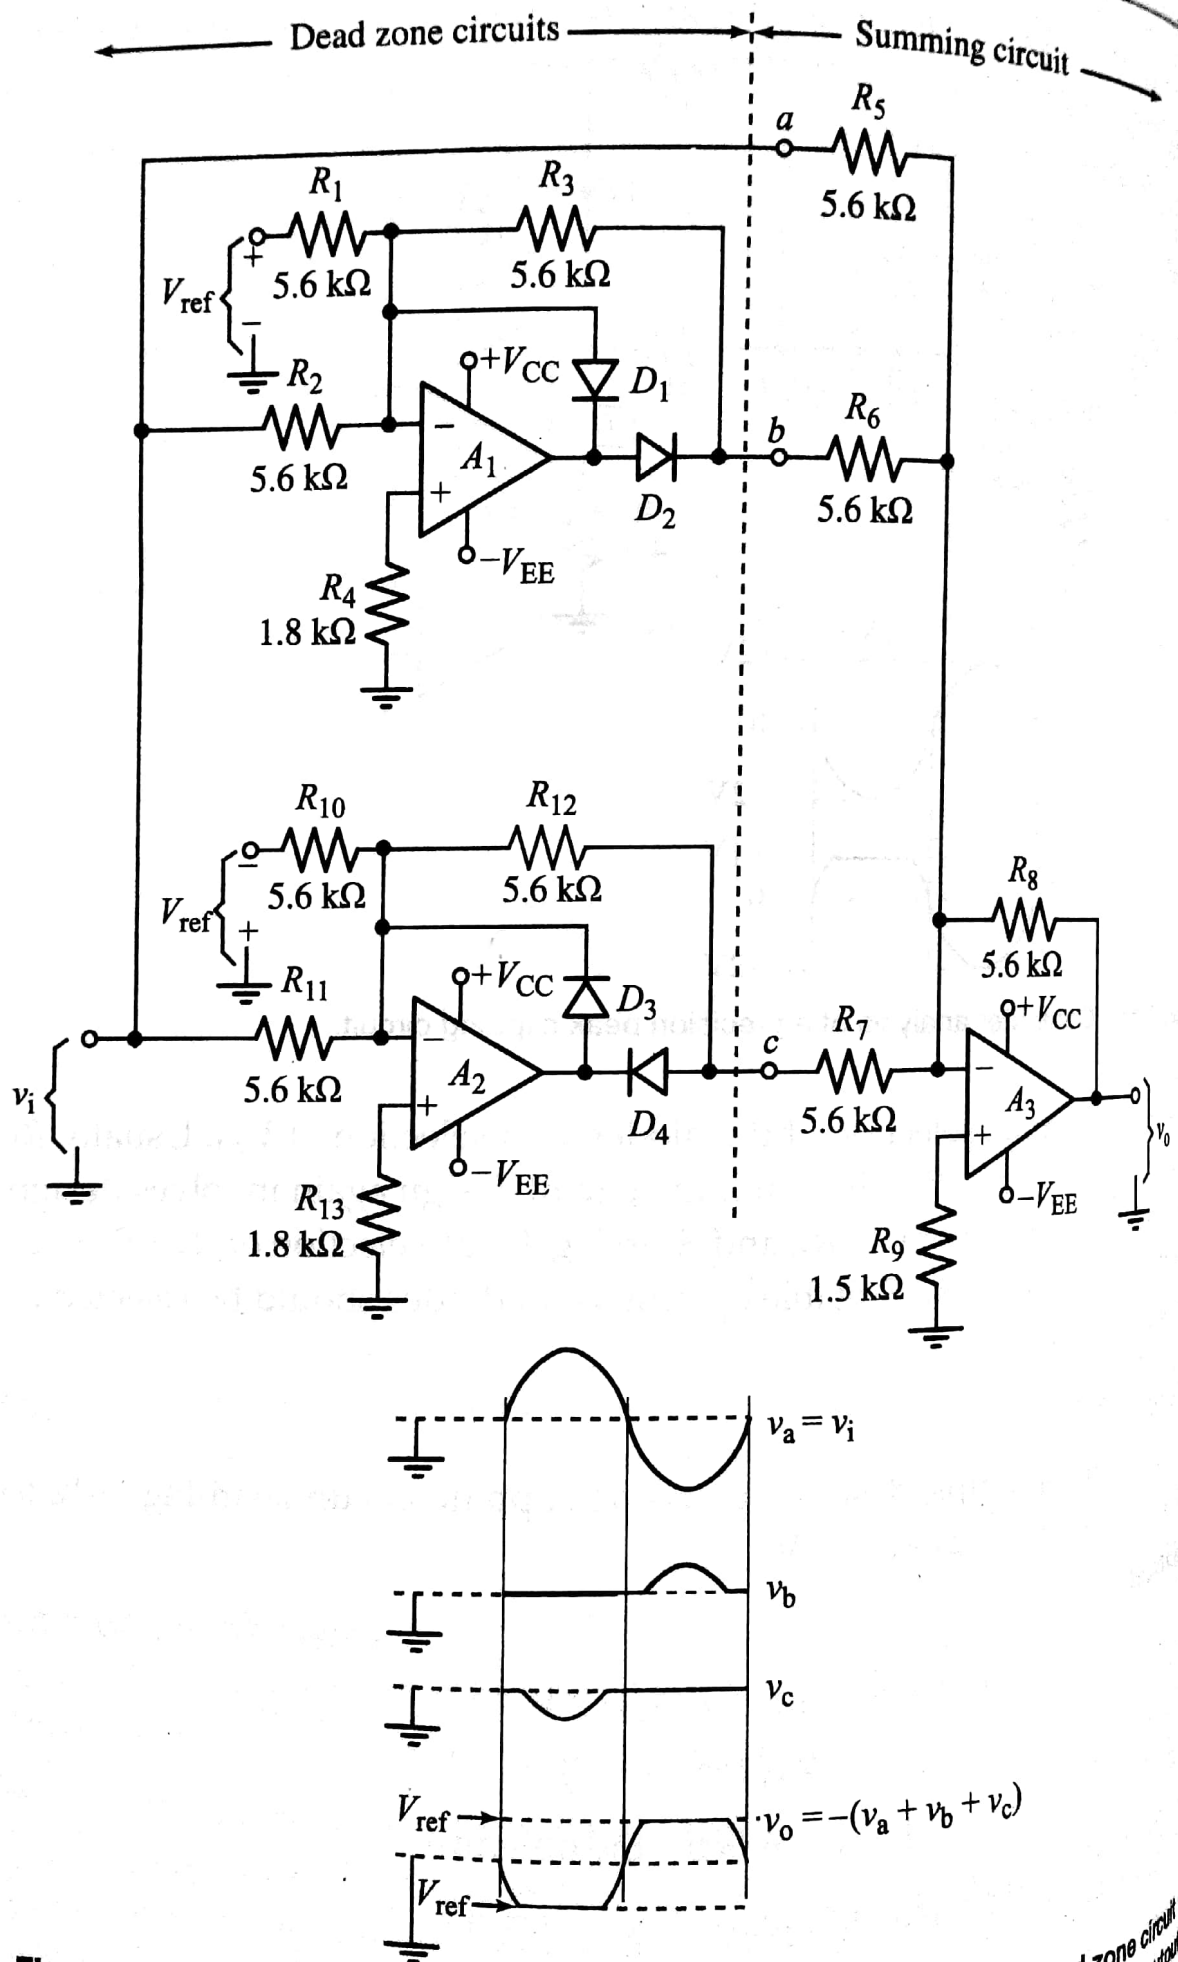 Dead zone circuits
Summing circuit
a
R5
5.6 kΩ
R1
5.6 kΩ
R3
5.6 kΩ
Vref
+
−
+VCC
D1
R2
5.6 kΩ
−
A1
+
D2
b
R6
5.6 kΩ
−VEE
R4
1.8 kΩ
R10
5.6 kΩ
R12
5.6 kΩ
Vref
−
+
+VCC
D3
R11
5.6 kΩ
−
A2
+
D4
c
R7
5.6 kΩ
R8
5.6 kΩ
+VCC
−
A3
+
vo
vi
−VEE
−VEE
R13
1.8 kΩ
R9
1.5 kΩ
va = vi
vb
vc
Vref
vo = −(va + vb + vc)
Vref
zone circuit